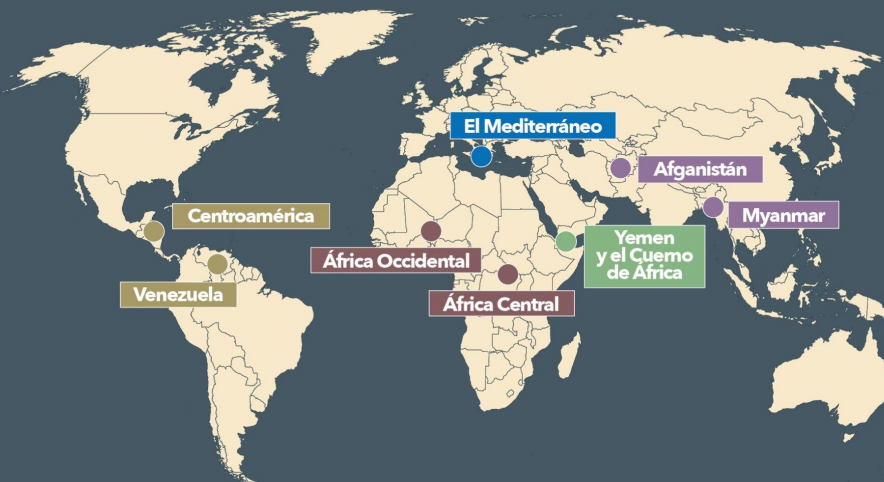 El Mediterráneo
Afganistán
Centroamérica
Myanmar
África Occidental
Yemen
y el Cuerno
de África
Venezuela
África Central